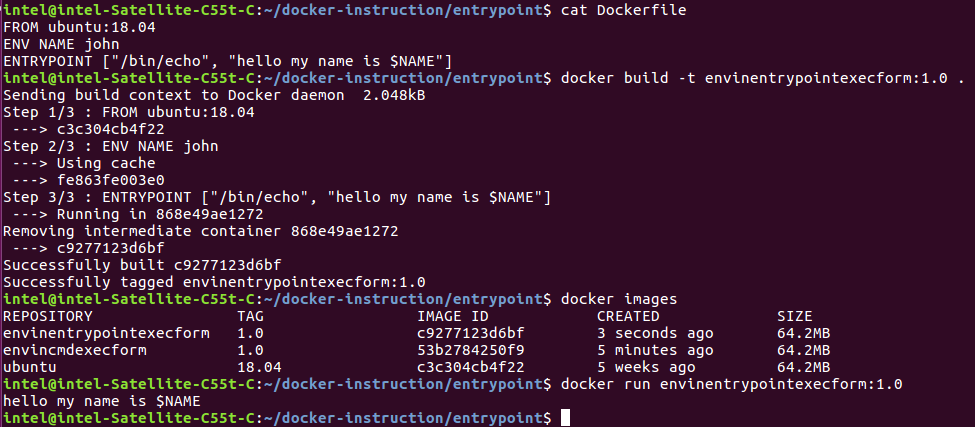 intel@intel-Satellite-C55t-C:~/docker-instruction/entrypoint$ cat Dockerfile
FROM ubuntu:18.04
ENV NAME john
ENTRYPOINT ["/bin/echo", "hello my name is $NAME"]
intel@intel-Satellite-C55t-C:~/docker-instruction/entrypoint$ docker build -t envinentrypointexecform:1.0 .
Sending build context to Docker daemon  2.048kB
Step 1/3 : FROM ubuntu:18.04
 ---> c3c304cb4f22
Step 2/3 : ENV NAME john
 ---> Using cache
 ---> fe863fe003e0
Step 3/3 : ENTRYPOINT ["/bin/echo", "hello my name is $NAME"]
 ---> Running in 868e49ae1272
Removing intermediate container 868e49ae1272
 ---> c9277123d6bf
Successfully built c9277123d6bf
Successfully tagged envinentrypointexecform:1.0
intel@intel-Satellite-C55t-C:~/docker-instruction/entrypoint$ docker images
REPOSITORY                TAG                 IMAGE ID            CREATED             SIZE
envinentrypointexecform   1.0                 c9277123d6bf        3 seconds ago       64.2MB
envincmdexecform          1.0                 53b2784250f9        5 minutes ago       64.2MB
ubuntu                    18.04               c3c304cb4f22        5 weeks ago         64.2MB
intel@intel-Satellite-C55t-C:~/docker-instruction/entrypoint$ docker run envinentrypointexecform:1.0
hello my name is $NAME
intel@intel-Satellite-C55t-C:~/docker-instruction/entrypoint$